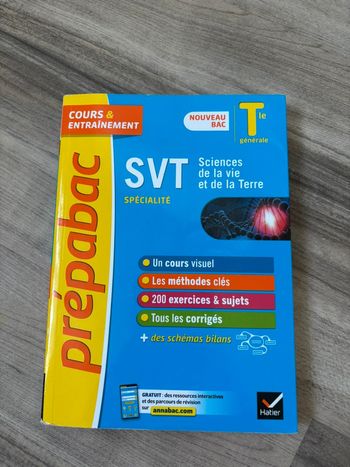 COURS &
ENTRAÎNEMENT
NOUVEAU
BAC
Tle
générale
prépabac
SVT
Sciences
de la vie
et de la Terre
SPÉCIALITÉ
Un cours visuel
Les méthodes clés
200 exercices & sujets
Tous les corrigés
+ des schémas bilans
GRATUIT : des ressources interactives
et des parcours de révision
sur annabac.com
Hatier